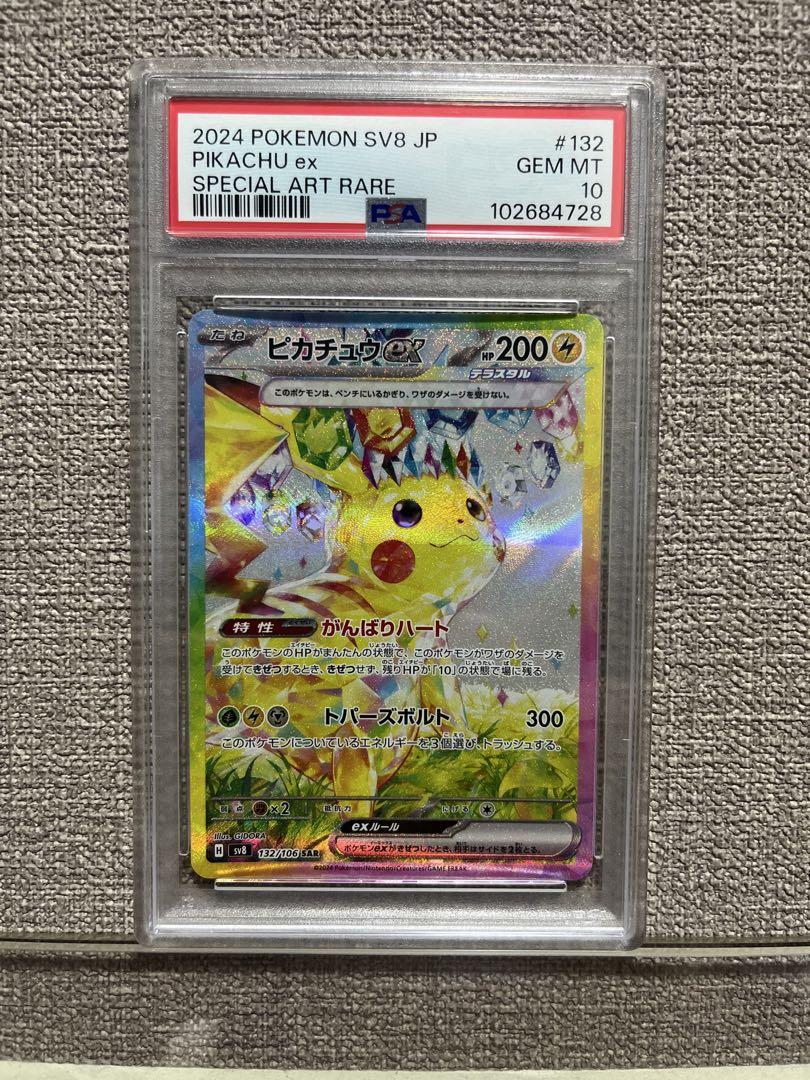 2024 POKEMON SV8 JP #132
PIKACHU ex GEM MT
SPECIAL ART RARE 10
PSA 102684728
たね ピカチュウex HP200
テラスタル
このポケモンは、ベンチにいるかぎり、ワザのダメージを受けない。
特性 がんばりハート
このポケモンのHPがまんたんの状態で、このポケモンがワザのダメージを
受けてきぜつするとき、きぜつせず、残りHPが「10」の状態で場に残る。
トパーズボルト 300
このポケモンについているエネルギーを3個選び、トラッシュする。
弱点 ×2 抵抗力 にげる
exルール
Illus. GIDORA
ポケモンexがきぜつしたとき、相手はサイドを2枚とる。
H sv8 132/106 SAR
©2024 Pokémon/Nintendo/Creatures/GAME FREAK.